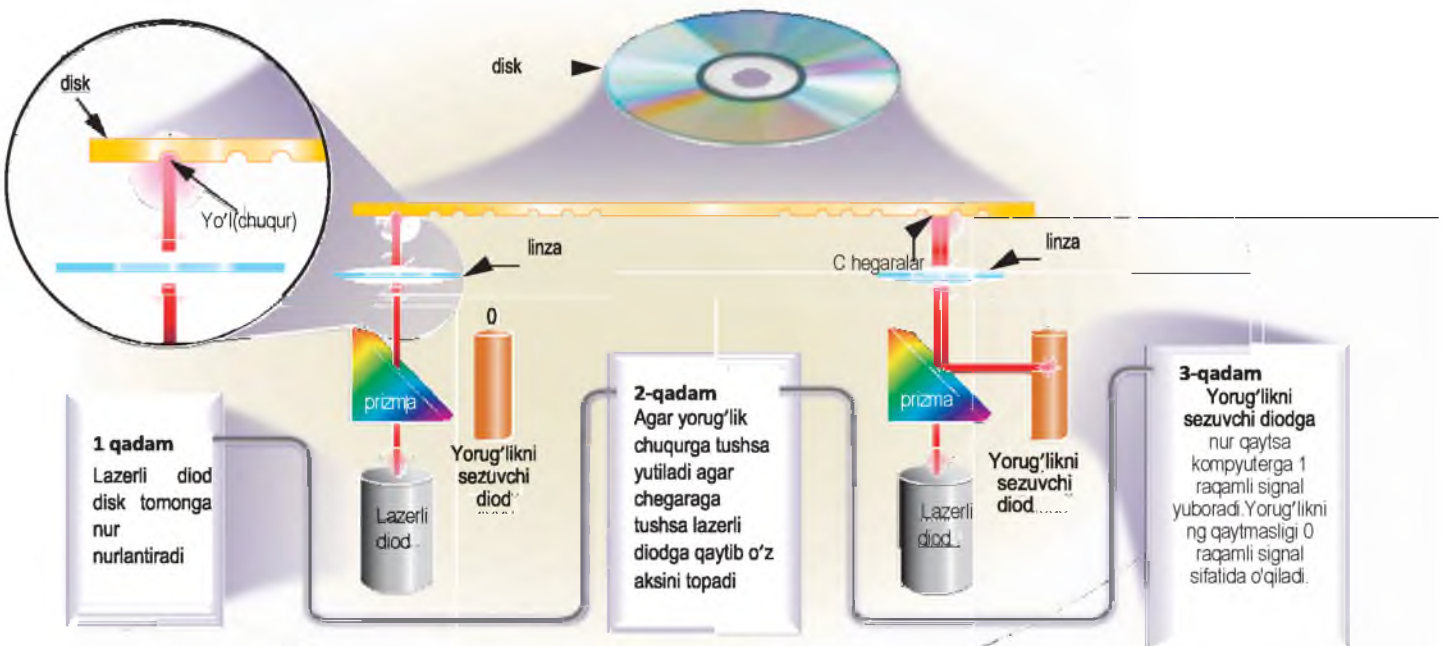 disk
disk
Yo'l(chuqur)
linza
C hegaralar
linza
0
prizma
Yorug'likni
sezuvchi
diod
Lazerli
diod
prizma
Yorug'likni
sezuvchi
diod
Lazerli
diod
1 qadam
Lazerli diod
disk tomonga
nur
nurlantiradi
2-qadam
Agar yorug'lik
chuqurga tushsa
yutiladi agar
chegaraga
tushsa lazerli
diodga qaytib o'z
aksini topadi
3-qadam
Yorug'likni
sezuvchi diodga
nur qaytsa
kompyuterga 1
raqamli signal
yuboradi.Yorug'likni
ng qaytmasligi 0
raqamli signal
sifatida o'qiladi.